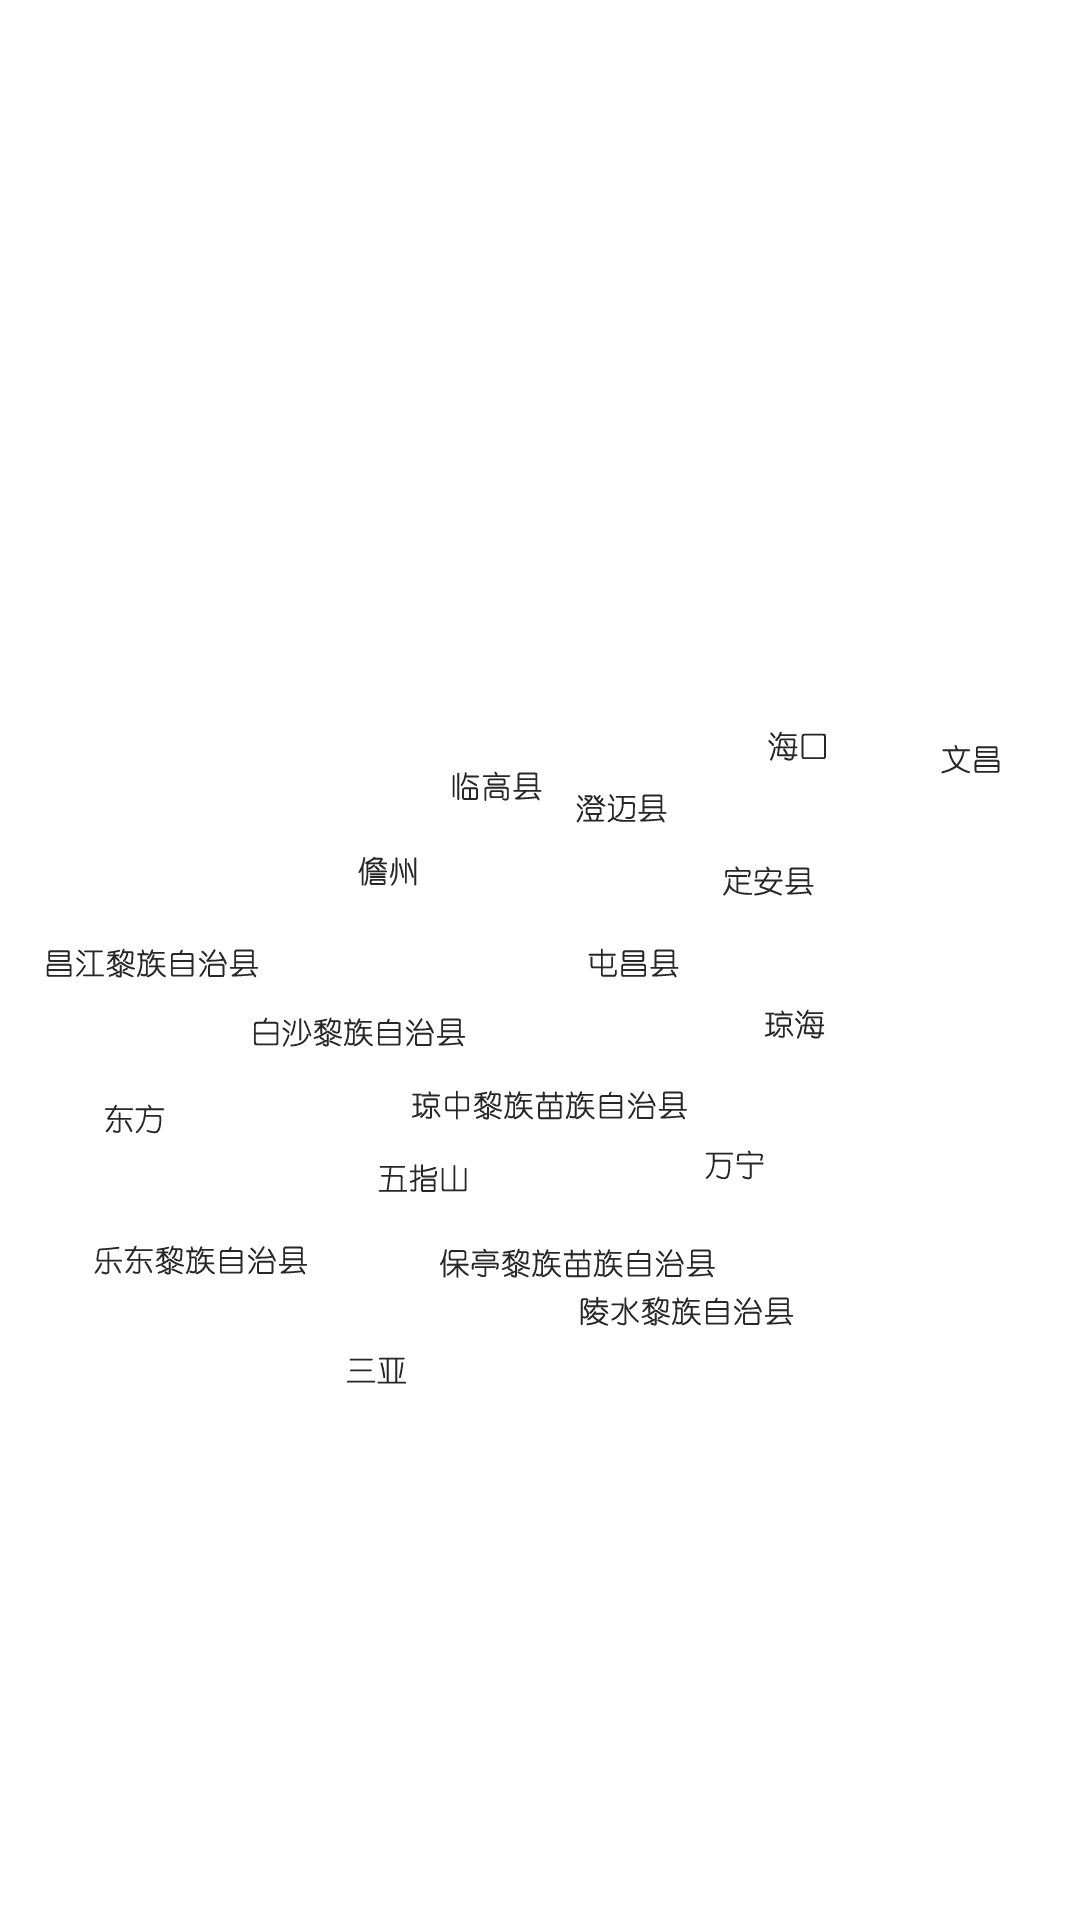 海口
文昌
临高县
澄迈县
儋州
定安县
昌江黎族自治县
屯昌县
琼海
白沙黎族自治县
琼中黎族苗族自治县
东方
万宁
五指山
乐东黎族自治县
保亭黎族苗族自治县
陵水黎族自治县
三亚